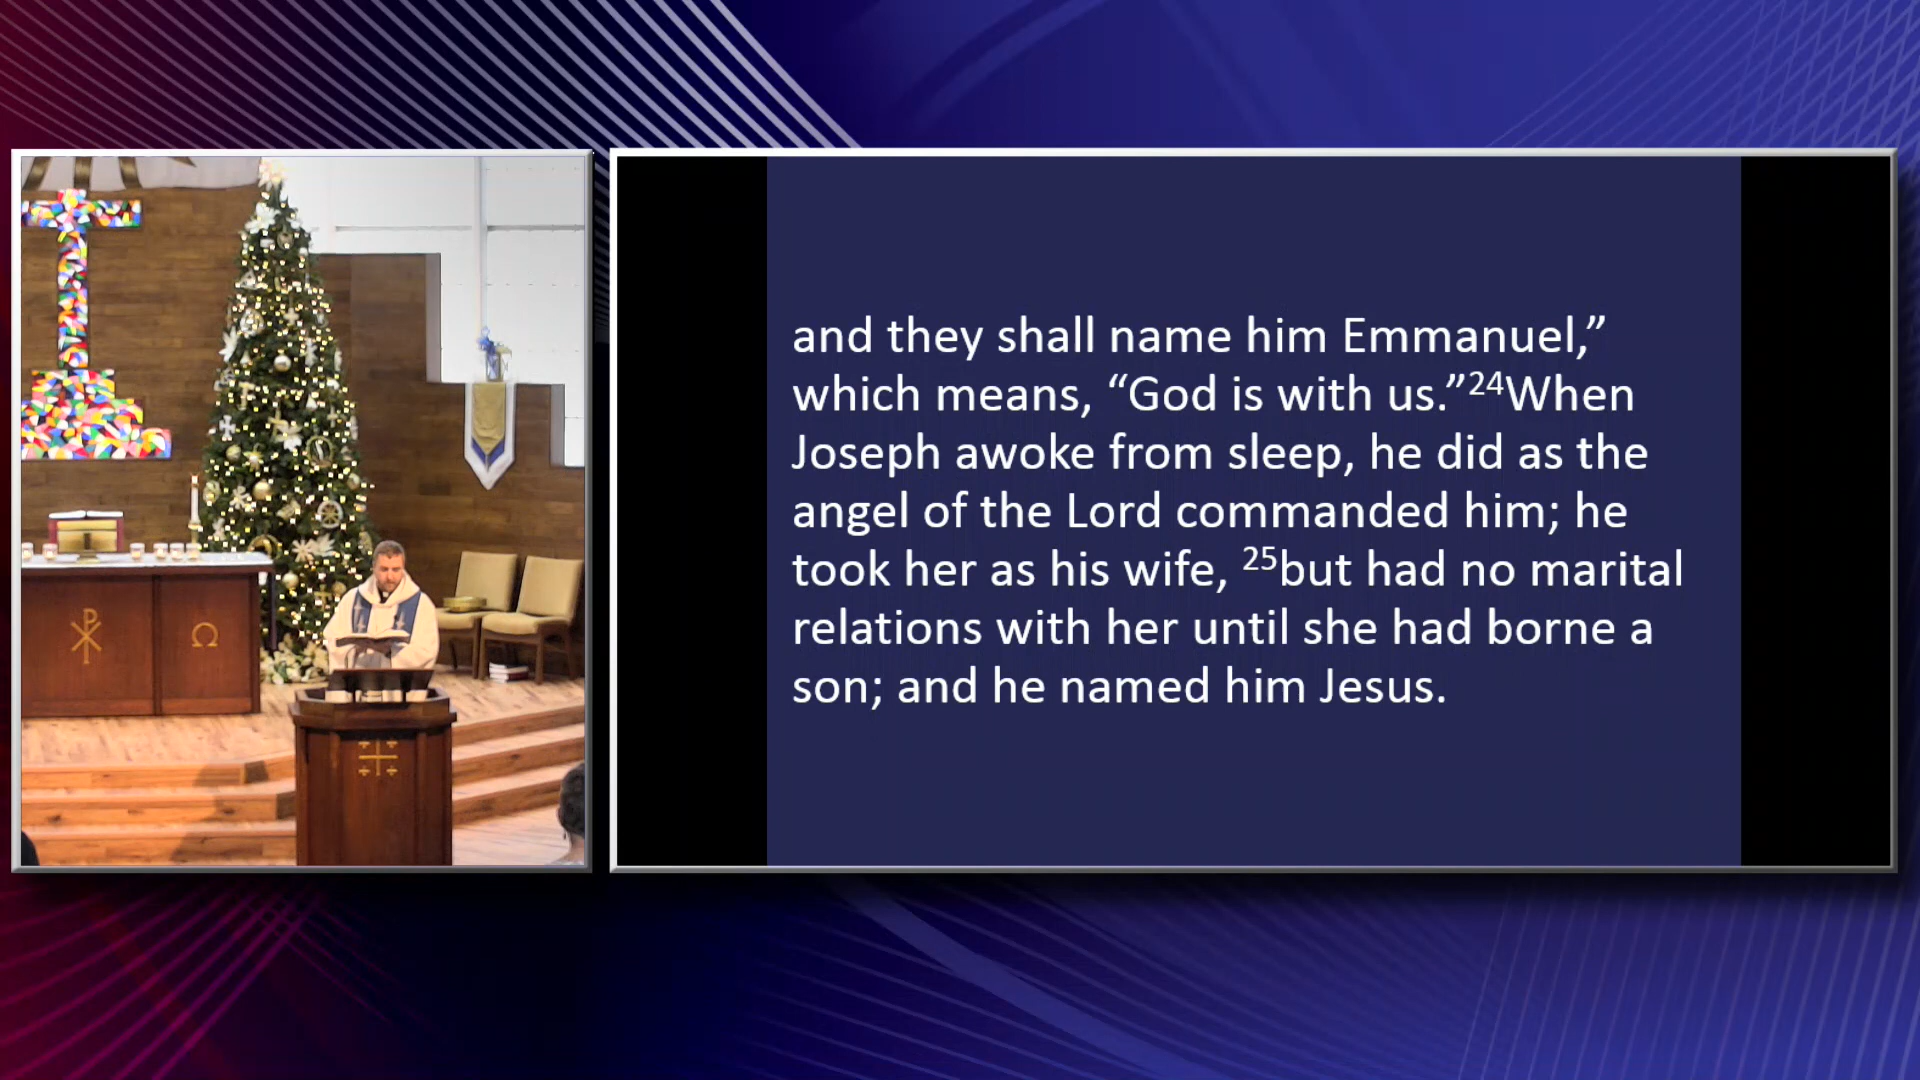 and they shall name him Emmanuel,”
which means, “God is with us.”²⁴When
Joseph awoke from sleep, he did as the
angel of the Lord commanded him; he
took her as his wife, ²⁵but had no marital
relations with her until she had borne a
son; and he named him Jesus.
Ω